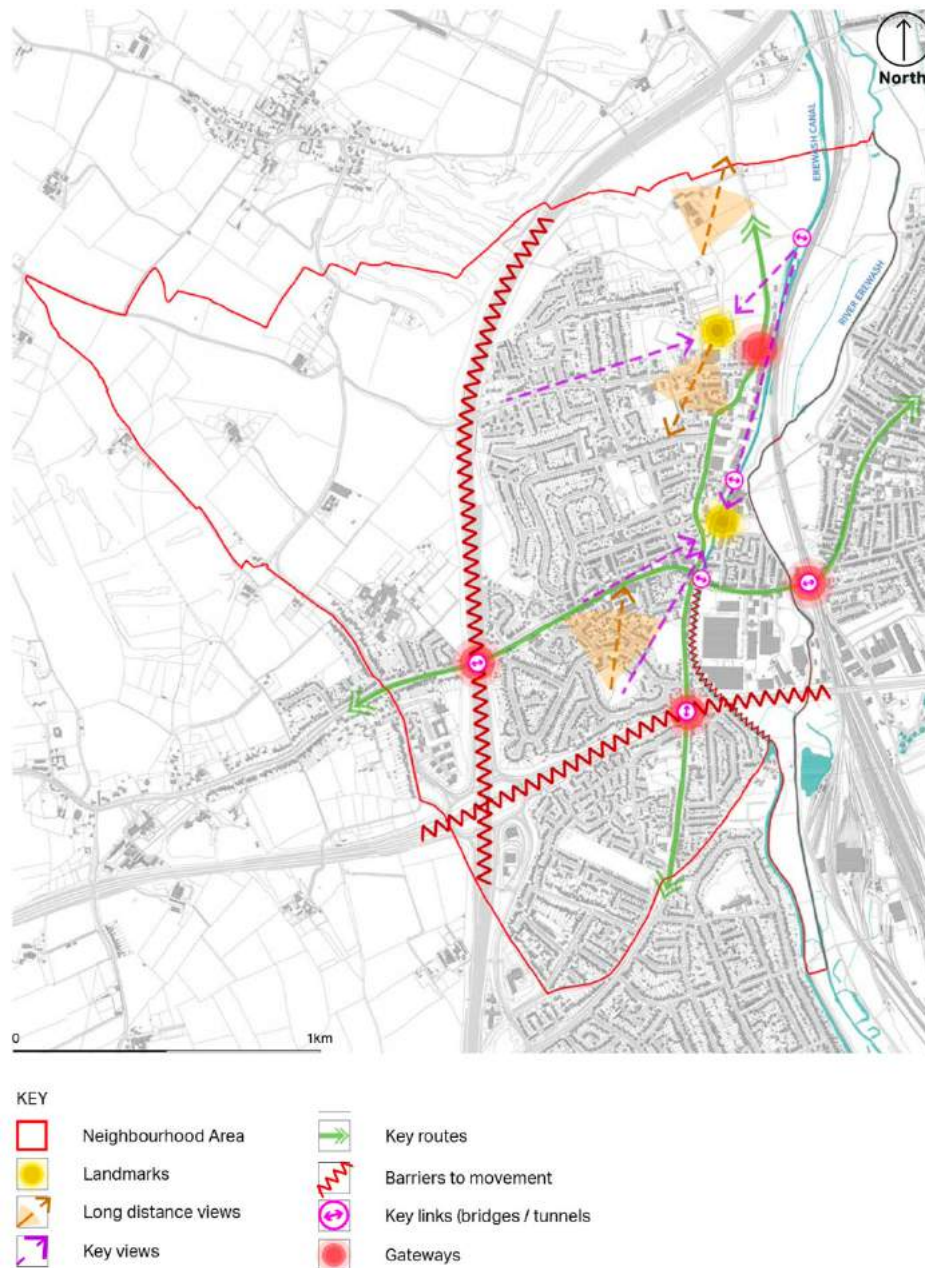 North
EREWASH CANAL
RIVER EREWASH
0 1km
KEY
Neighbourhood Area
Landmarks
Long distance views
Key views
Key routes
Barriers to movement
Key links (bridges / tunnels
Gateways